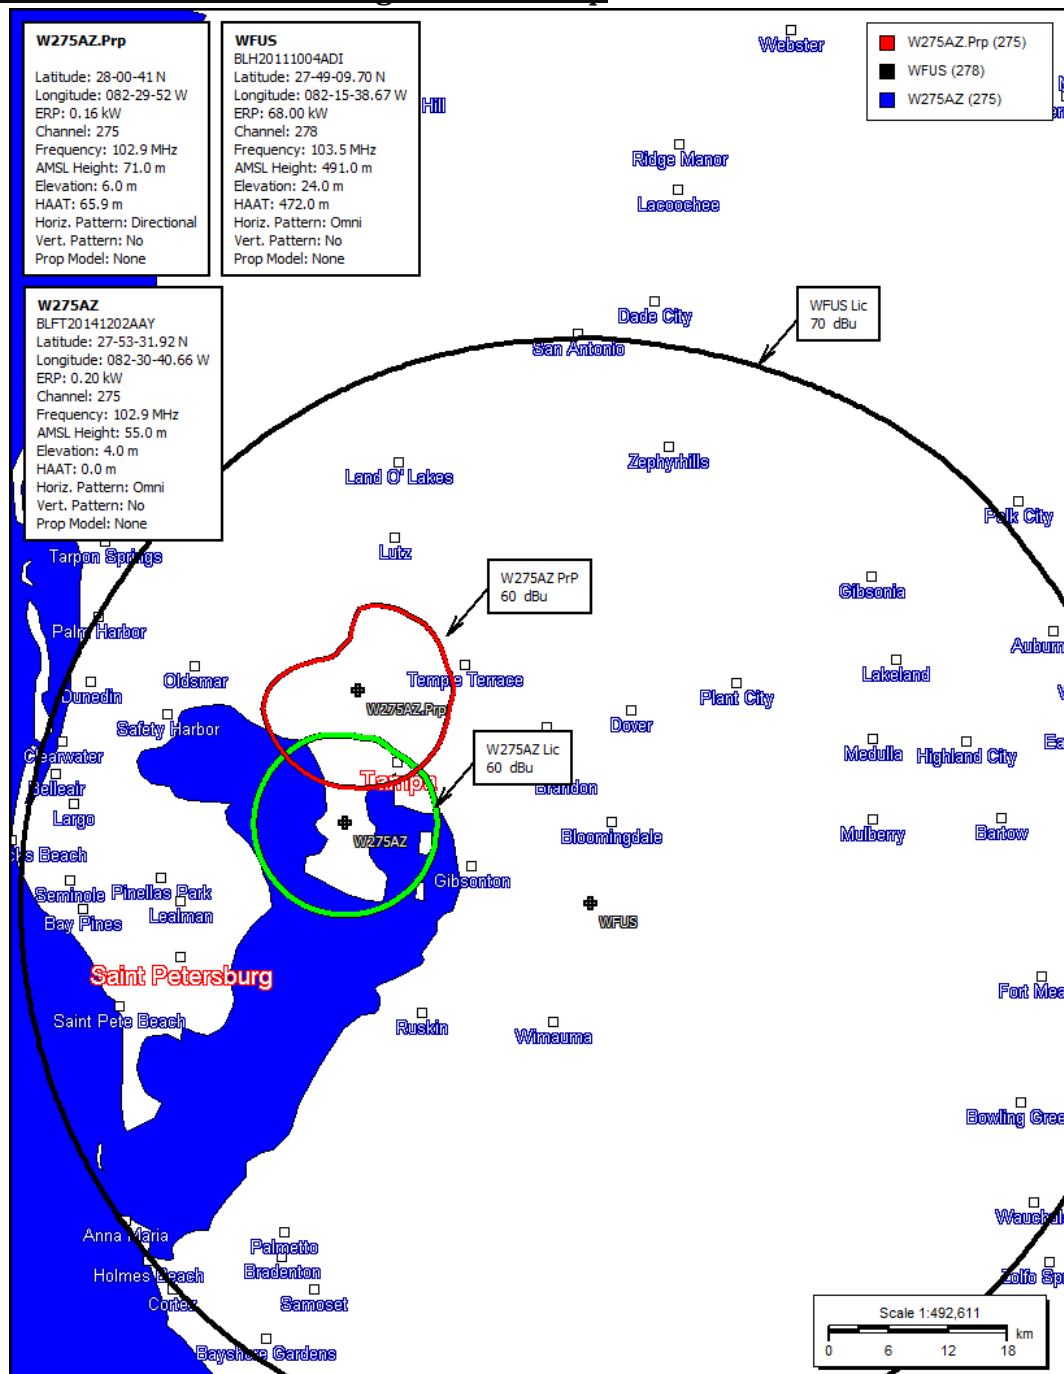 W275AZ.Prp
Latitude: 28-00-41 N
Longitude: 082-29-52 W
ERP: 0.16 kW
Channel: 275
Frequency: 102.9 MHz
AMSL Height: 71.0 m
Elevation: 6.0 m
HAAT: 65.9 m
Horiz. Pattern: Directional
Vert. Pattern: No
Prop Model: None
WFUS
BLH20111004ADI
Latitude: 27-49-09.70 N
Longitude: 082-15-38.67 W
ERP: 68.00 kW
Channel: 278
Frequency: 103.5 MHz
AMSL Height: 491.0 m
Elevation: 24.0 m
HAAT: 472.0 m
Horiz. Pattern: Omni
Vert. Pattern: No
Prop Model: None
W275AZ.Prp (275)
WFUS (278)
W275AZ (275)
Webster
Hill
Ridge Manor
Lacoochee
W275AZ
BLFT20141202AAY
Latitude: 27-53-31.92 N
Longitude: 082-30-40.66 W
ERP: 0.20 kW
Channel: 275
Frequency: 102.9 MHz
AMSL Height: 55.0 m
Elevation: 4.0 m
HAAT: 0.0 m
Horiz. Pattern: Omni
Vert. Pattern: No
Prop Model: None
WFUS Lic
70 dBu
Dade City
San Antonio
Zephyrhills
Land O' Lakes
Polk City
Lutz
Tarpon Springs
W275AZ PrP
60 dBu
Gibsonia
Palm Harbor
Auburn
Lakeland
Oldsmar
Temple Terrace
Dunedin
Plant City
W275AZ.Prp
Dover
Safety Harbor
W275AZ Lic
60 dBu
Clearwater
Medulla
Highland City
Ea
Tampa
Belleair
Brandon
Largo
Bloomingdale
Mulberry
Bartow
W275AZ
chs Beach
Gibsonton
Seminole
Pinellas Park
Lealman
Bay Pines
WFUS
Saint Petersburg
Fort Mea
Saint Pete Beach
Ruskin
Wimauma
Bowling Gree
Wauchul
Anna Maria
Palmetto
Holmes Beach
Bradenton
Zolfo Sp
Cortez
Samoset
Bayshore Gardens
Scale 1:492,611
0 6 12 18 km